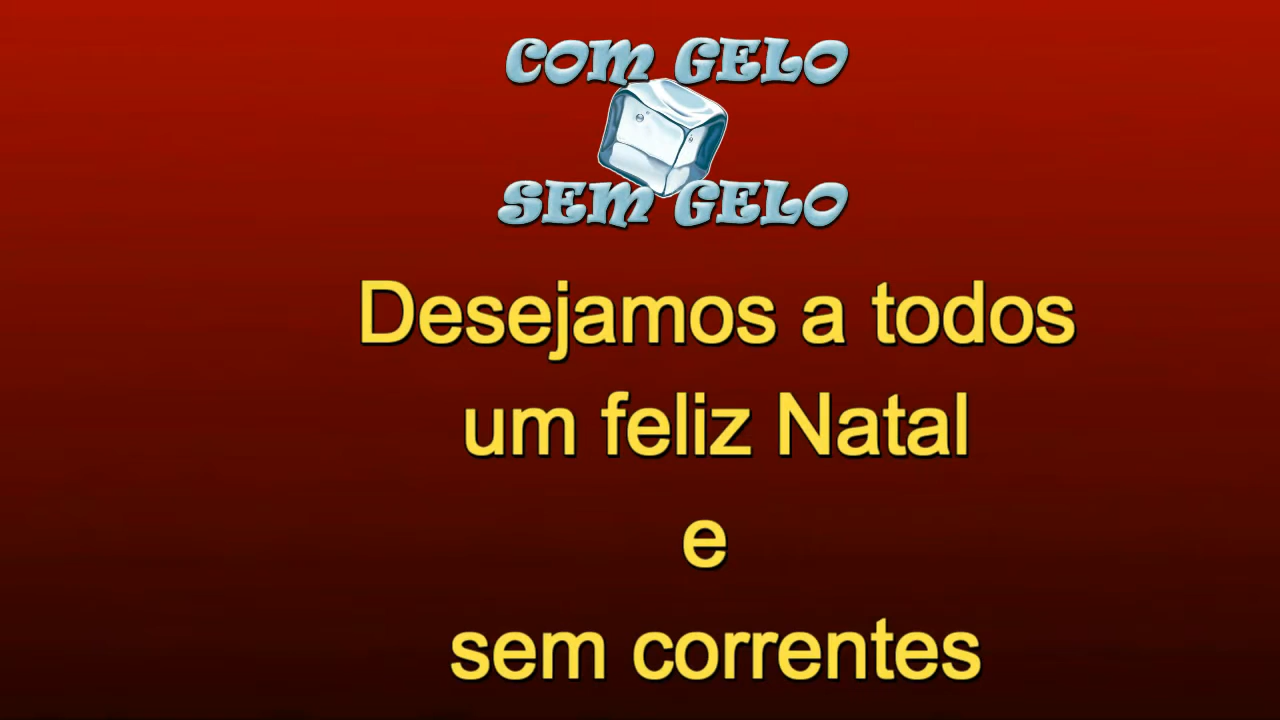 COM GELO
SEM GELO
Desejamos a todos
um feliz Natal
e
sem correntes